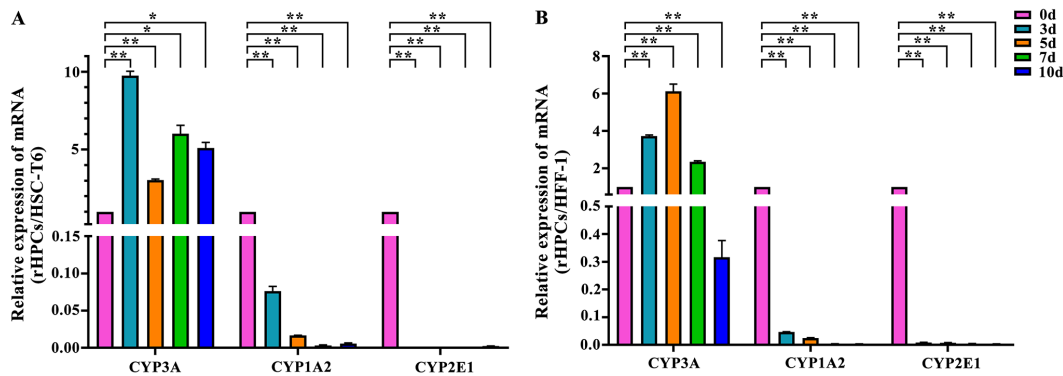 A
**
**
*
*
**
**
**
**
**
**
**
**
Relative expression of mRNA
(rHPCs/HSC-T6)
10
5
0.15
0.10
0.05
0.00
CYP3A
CYP1A2
CYP2E1
B
**
**
**
**
**
**
**
**
**
**
**
**
Relative expression of mRNA
(rHPCs/HFF-1)
8
6
4
2
0.5
0.4
0.3
0.2
0.1
0.0
CYP3A
CYP1A2
CYP2E1
0d
3d
5d
7d
10d